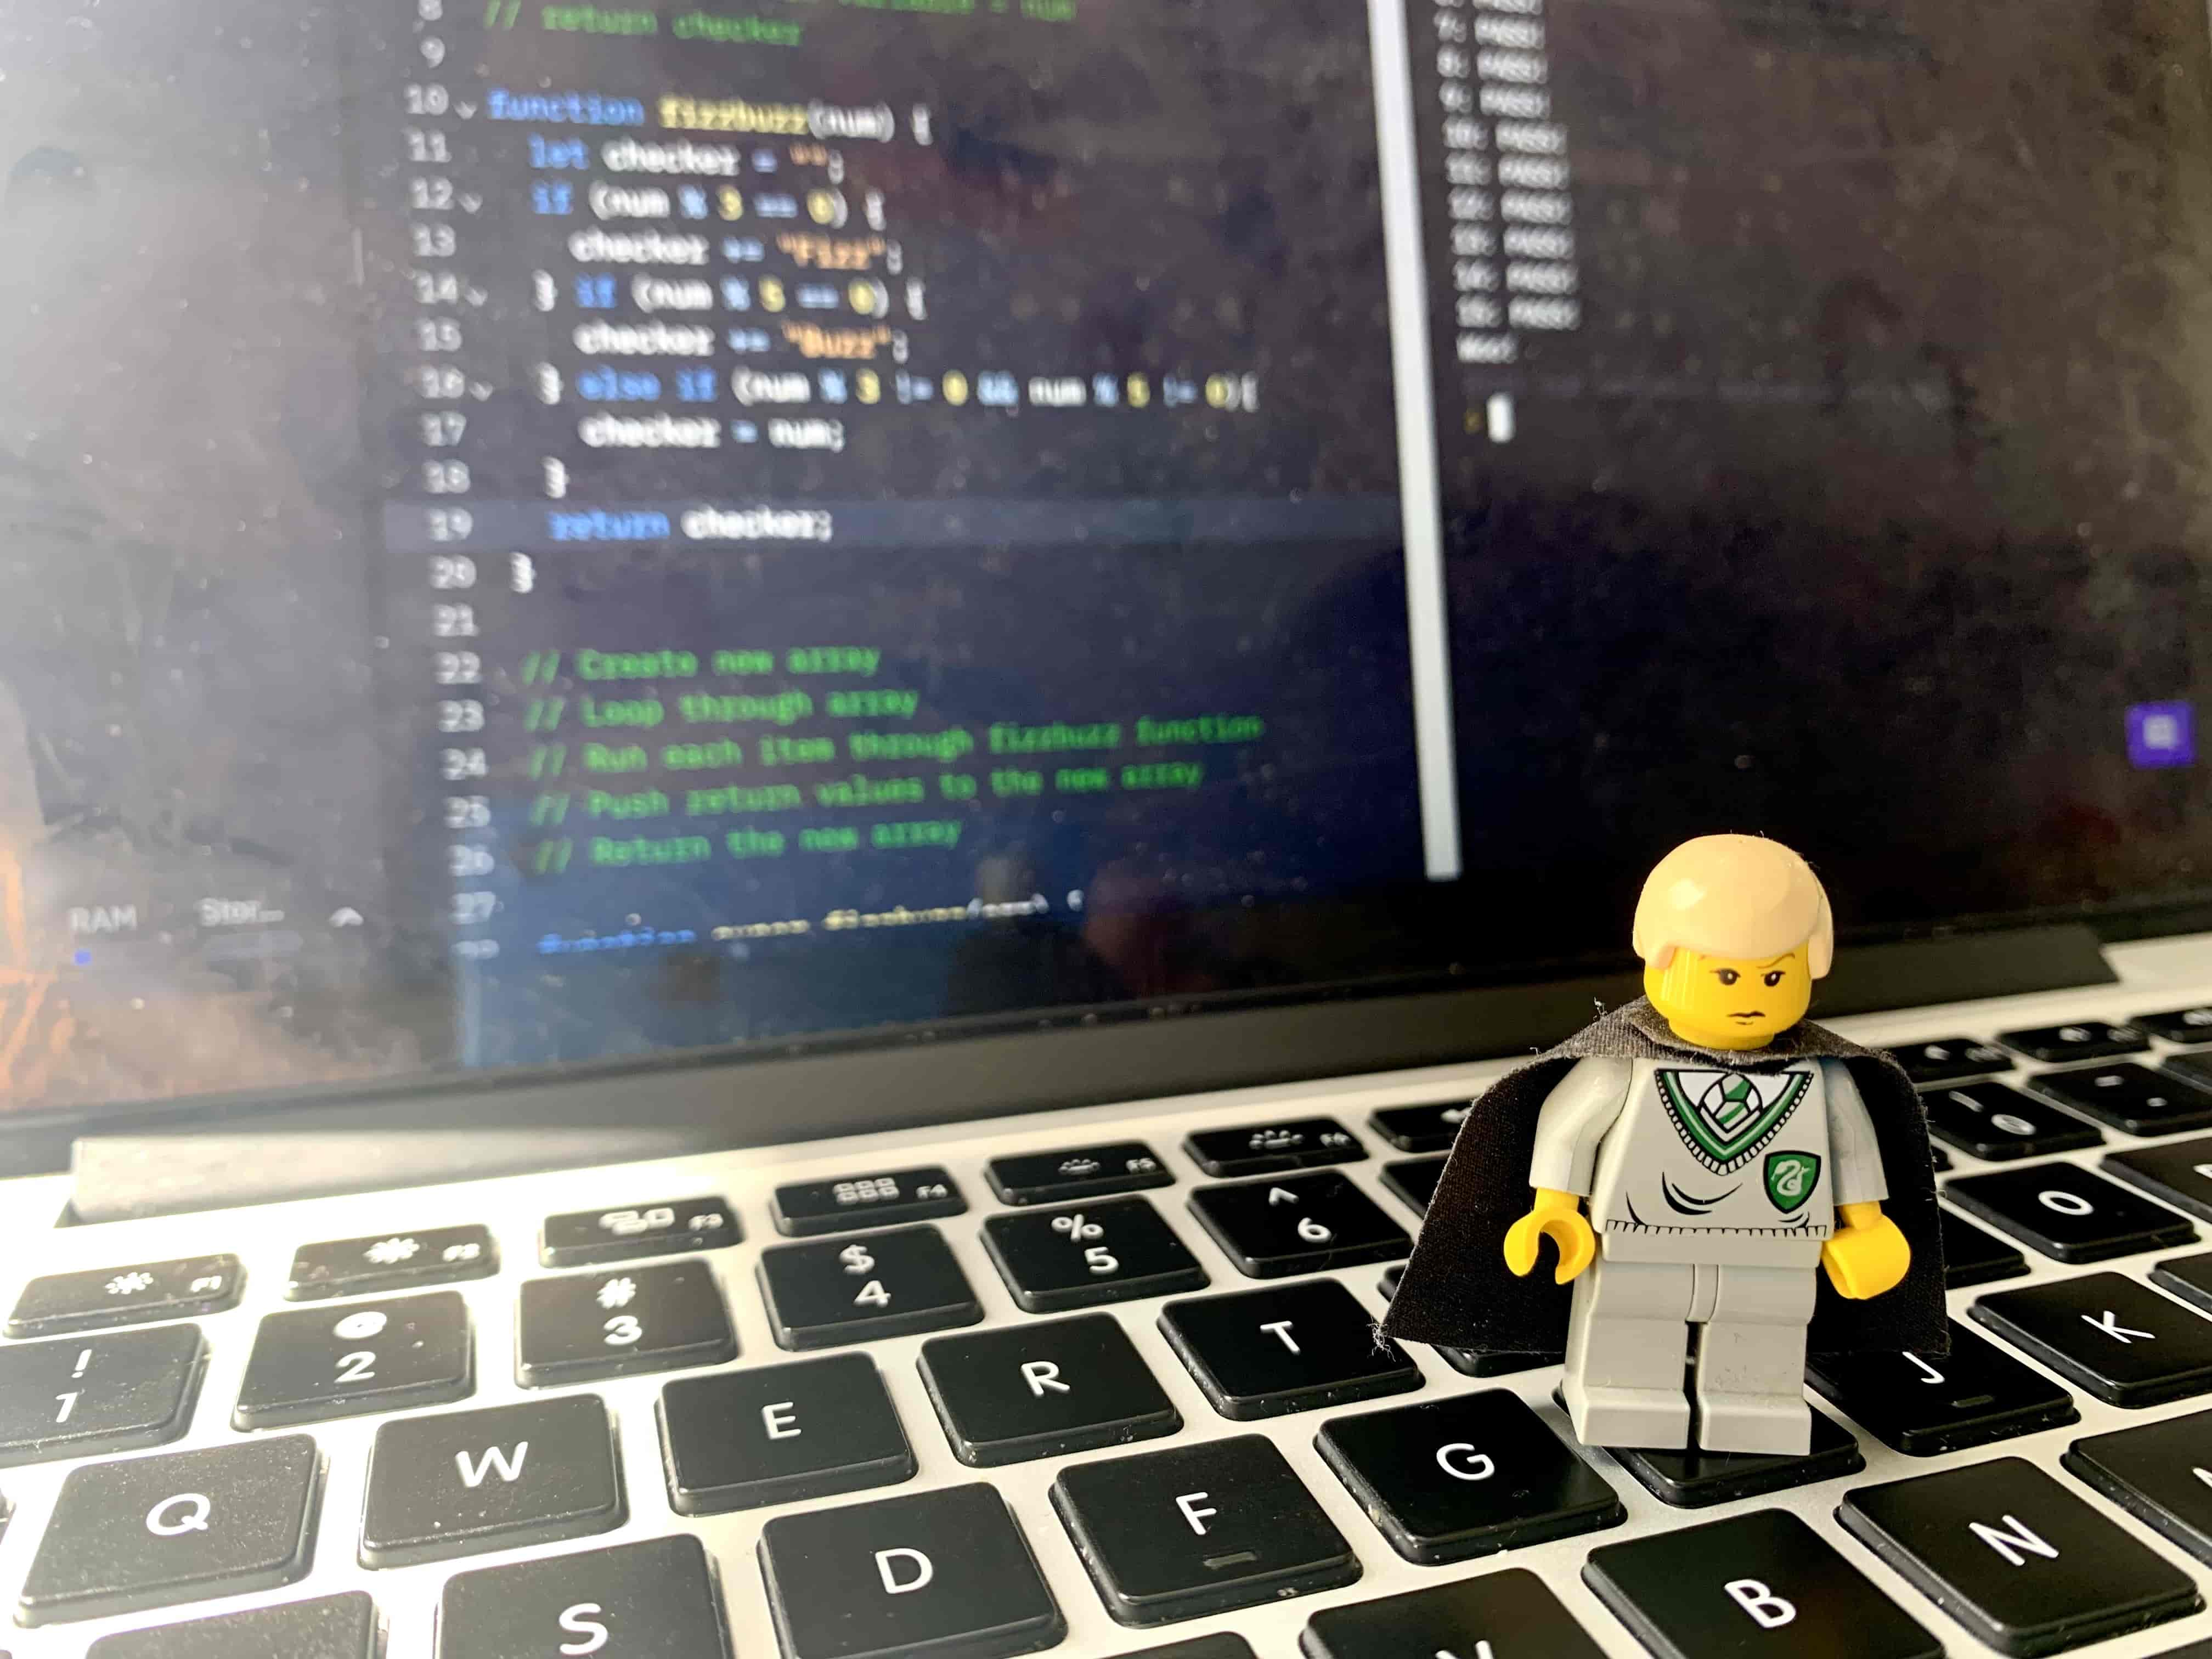 8
// return checker
9
10 function fizzbuzz(num) {
11 let checker = "";
12 if (num % 3 == 0) {
13 checker += "Fizz";
14 } if (num % 5 == 0) {
15 checker += "Buzz";
16 } else if (num % 3 != 0 && num % 5 != 0){
17 checker = num;
18 }
19 return checker;
20 }
21
22 // Create new array
23 // Loop through array
24 // Run each item through fizzbuzz function
25 // Push return values to the new array
26 // Return the new array
27
7: PASS!
8: PASS!
9: PASS!
10: PASS!
11: PASS!
12: PASS!
13: PASS!
14: PASS!
15: PASS!
Woo!
RAM Stor...
F1 F2 F3 F4 F5 F6
! 1 @ 2 # 3 $ 4 % 5 ^ 6
Q W E R T O
S D F G J K
B N